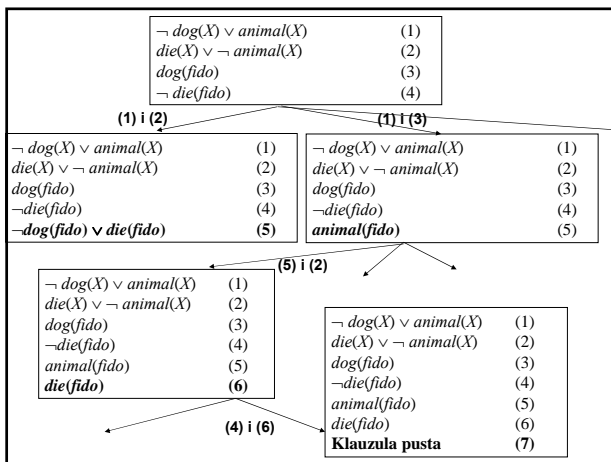 ¬ dog(X) ∨ animal(X) (1)
die(X) ∨ ¬ animal(X) (2)
dog(fido) (3)
¬ die(fido) (4)
(1) i (2)
(1) i (3)
¬ dog(X) ∨ animal(X) (1)
die(X) ∨ ¬ animal(X) (2)
dog(fido) (3)
¬die(fido) (4)
¬dog(fido) ∨ die(fido) (5)
¬ dog(X) ∨ animal(X) (1)
die(X) ∨ ¬ animal(X) (2)
dog(fido) (3)
¬die(fido) (4)
animal(fido) (5)
(5) i (2)
¬ dog(X) ∨ animal(X) (1)
die(X) ∨ ¬ animal(X) (2)
dog(fido) (3)
¬die(fido) (4)
animal(fido) (5)
die(fido) (6)
(4) i (6)
¬ dog(X) ∨ animal(X) (1)
die(X) ∨ ¬ animal(X) (2)
dog(fido) (3)
¬die(fido) (4)
animal(fido) (5)
die(fido) (6)
Klauzula pusta (7)